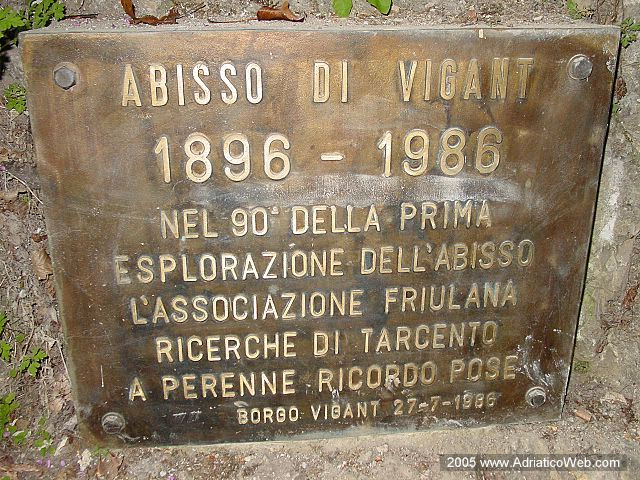 ABISSO DI VIGANT
1896 - 1986
NEL 90ª DELLA PRIMA
ESPLORAZIONE DELL'ABISSO
L'ASSOCIAZIONE FRIULANA
RICERCHE DI TARCENTO
A PERENNE RICORDO POSE
BORGO VIGANT 27-7-1986
2005 www.AdriaticoWeb.com